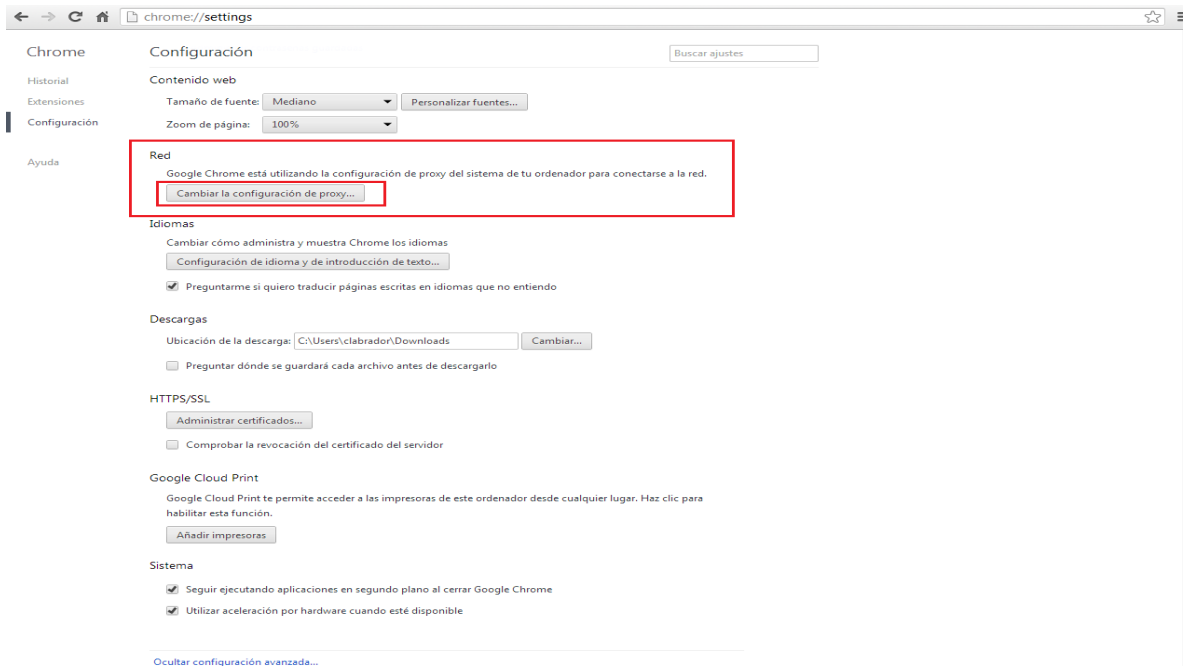 chrome://settings
Chrome
Configuración
Buscar ajustes
Historial
Extensiones
Configuración
Ayuda
Contenido web
Tamaño de fuente: Mediano Personalizar fuentes...
Zoom de página: 100%
Red
Google Chrome está utilizando la configuración de proxy del sistema de tu ordenador para conectarse a la red.
Cambiar la configuración de proxy...
Idiomas
Cambiar cómo administra y muestra Chrome los idiomas
Configuración de idioma y de introducción de texto...
Preguntarme si quiero traducir páginas escritas en idiomas que no entiendo
Descargas
Ubicación de la descarga: C:\Users\clabrador\Downloads Cambiar...
Preguntar dónde se guardará cada archivo antes de descargarlo
HTTPS/SSL
Administrar certificados...
Comprobar la revocación del certificado del servidor
Google Cloud Print
Google Cloud Print te permite acceder a las impresoras de este ordenador desde cualquier lugar. Haz clic para
habilitar esta función.
Añadir impresoras
Sistema
Seguir ejecutando aplicaciones en segundo plano al cerrar Google Chrome
Utilizar aceleración por hardware cuando esté disponible
Ocultar configuración avanzada...